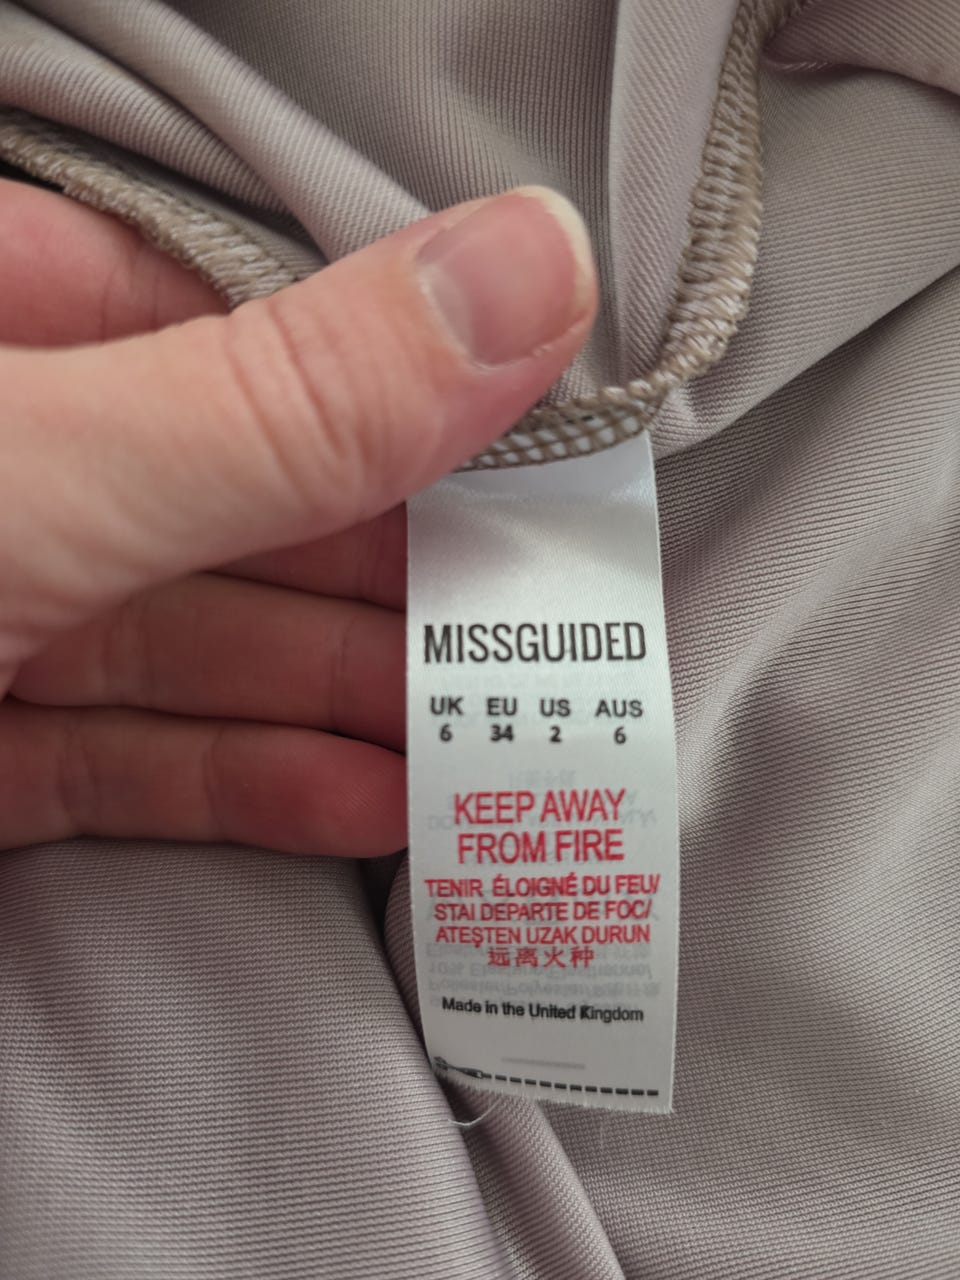 MISSGUIDED
UK EU US AUS
6 34 2 6
KEEP AWAY
FROM FIRE
TENIR ÉLOIGNÉ DU FEU/
STAI DEPARTE DE FOC/
ATEŞTEN UZAK DURUN
远离火种
Made in the United Kingdom